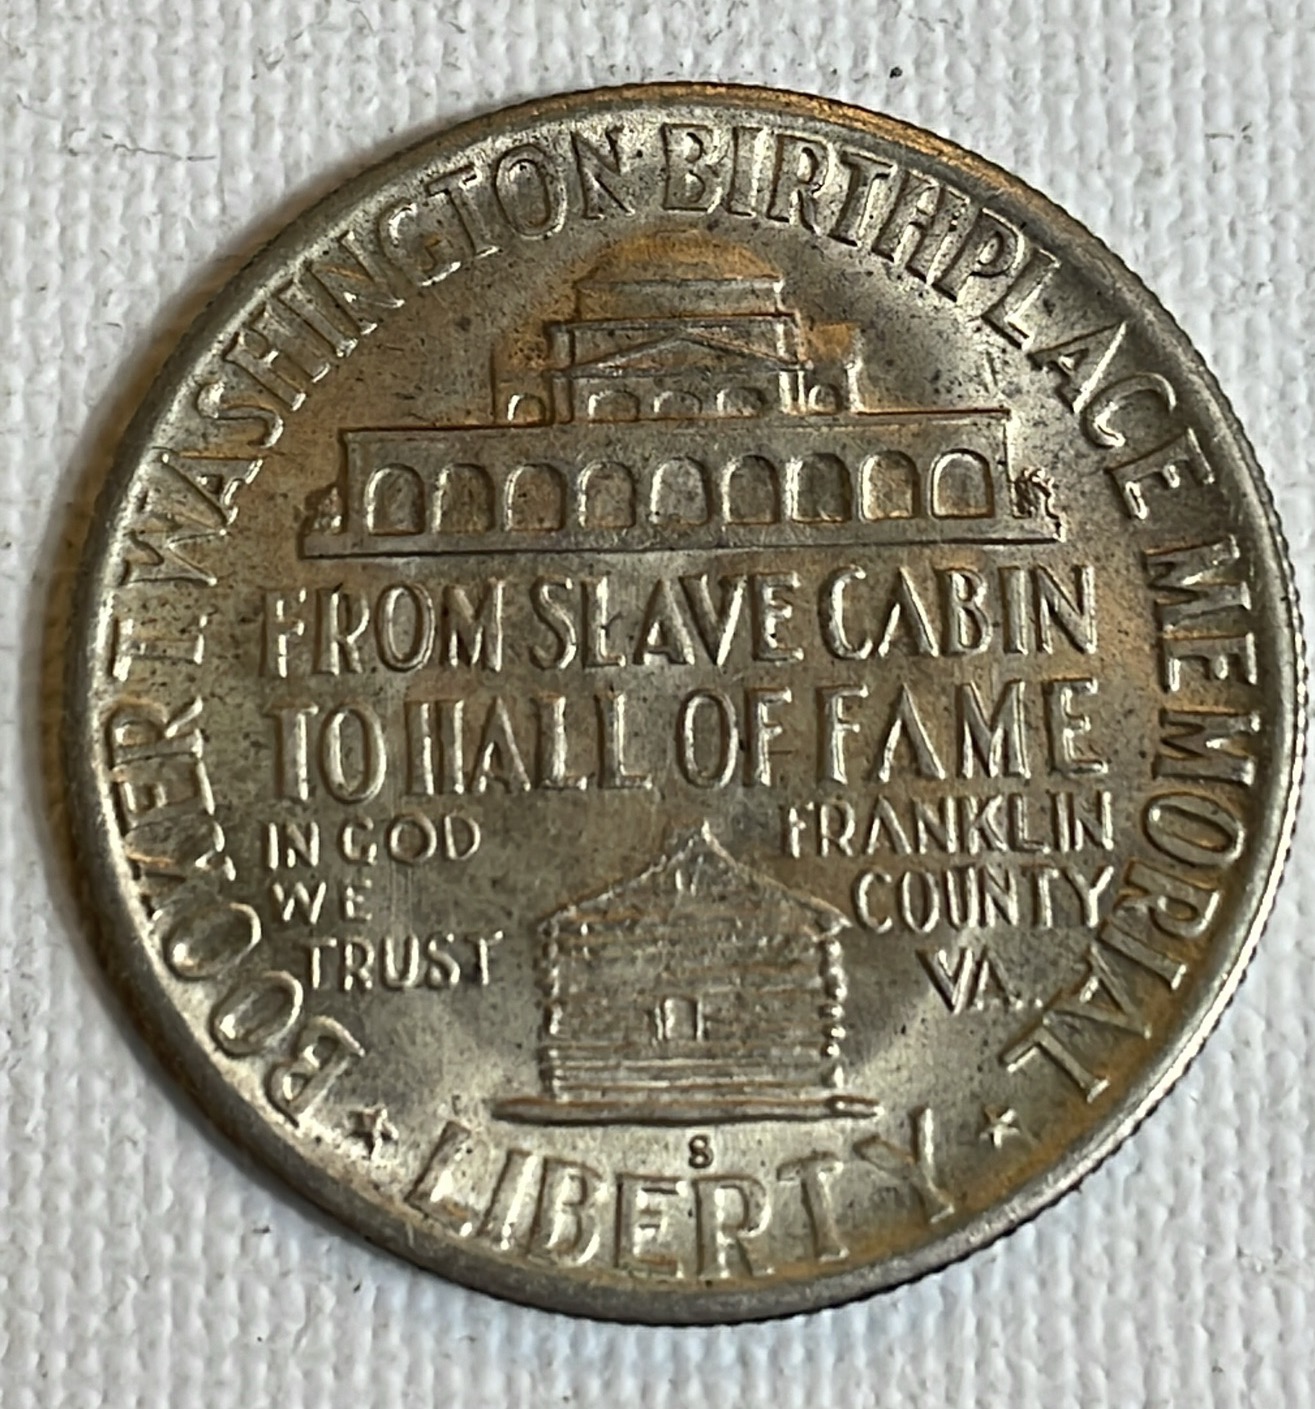 BOOKER T. WASHINGTON BIRTHPLACE MEMORIAL
FROM SLAVE CABIN
TO HALL OF FAME
IN GOD
WE
TRUST
FRANKLIN
COUNTY
VA.
S
LIBERTY